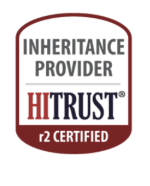 INHERITANCE
PROVIDER
HITRUST®
r2 CERTIFIED